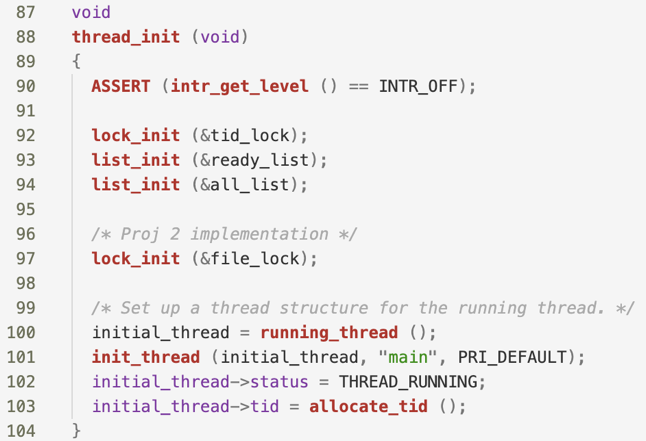 87 void
88 thread_init (void)
89 {
90 ASSERT (intr_get_level () == INTR_OFF);
91
92 lock_init (&tid_lock);
93 list_init (&ready_list);
94 list_init (&all_list);
95
96 /* Proj 2 implementation */
97 lock_init (&file_lock);
98
99 /* Set up a thread structure for the running thread. */
100 initial_thread = running_thread ();
101 init_thread (initial_thread, "main", PRI_DEFAULT);
102 initial_thread->status = THREAD_RUNNING;
103 initial_thread->tid = allocate_tid ();
104 }